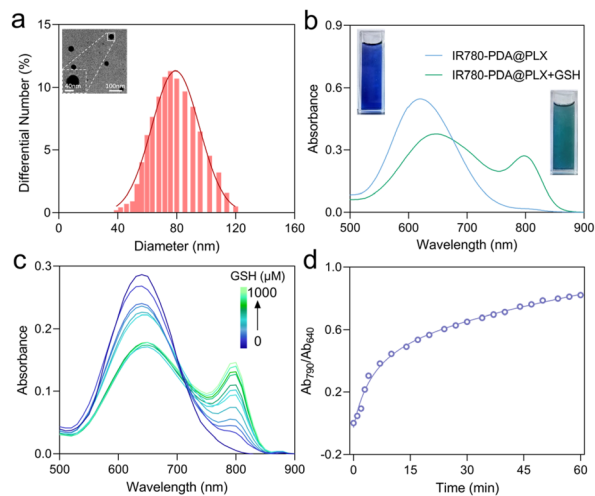 a
15%
10%
5%
0
0
40
80
120
160
Differential Number (%)
Diameter (nm)
40nm
100nm
b
0.9
0.6
0.3
0.0
500
600
700
800
900
Absorbance
Wavelength (nm)
IR780-PDA@PLX
IR780-PDA@PLX+GSH
c
0.3
0.2
0.1
0.0
500
600
700
800
900
Absorbance
Wavelength (nm)
GSH (μM)
1000
0
d
1.0
0.6
0.2
-0.2
0
15
30
45
60
Ab790/Ab640
Time (min)